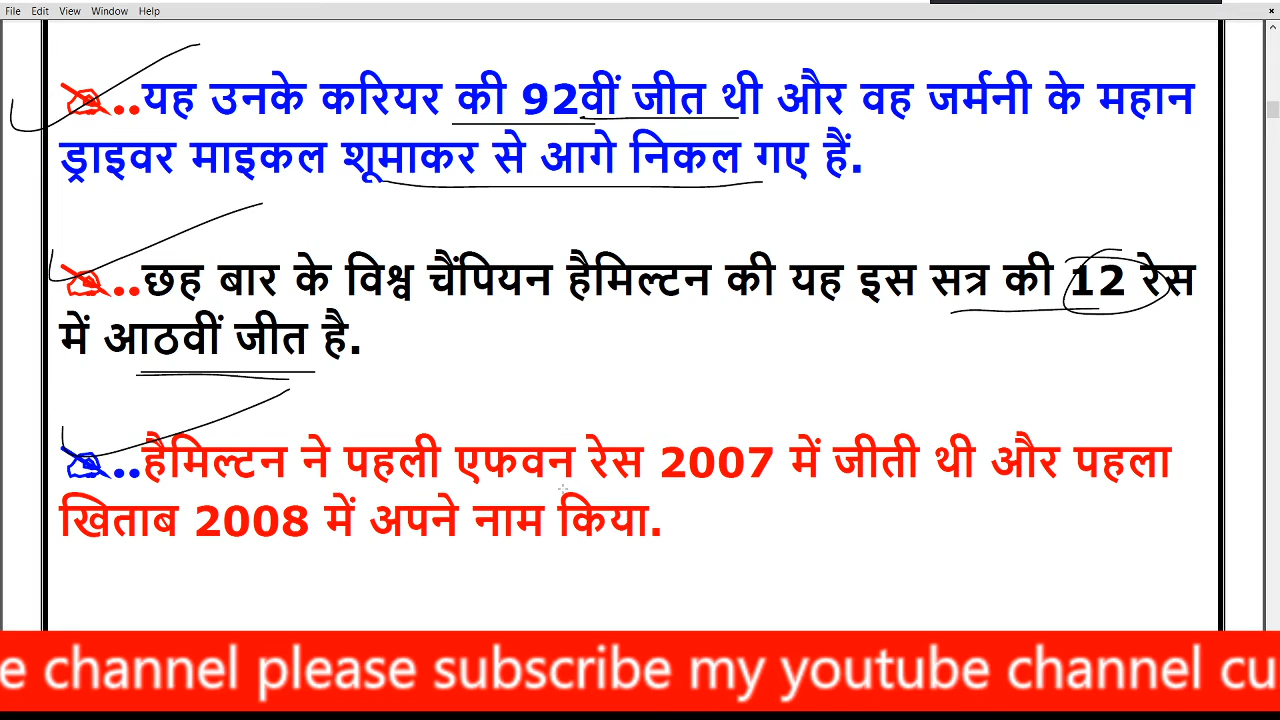 File Edit View Window Help
..यह उनके करियर की 92वीं जीत थी और वह जर्मनी के महान
ड्राइवर माइकल शूमाकर से आगे निकल गए हैं.
..छह बार के विश्व चैंपियन हैमिल्टन की यह इस सत्र की 12 रेस
में आठवीं जीत है.
..हैमिल्टन ने पहली एफवन रेस 2007 में जीती थी और पहला
खिताब 2008 में अपने नाम किया.
e channel please subscribe my youtube channel cu